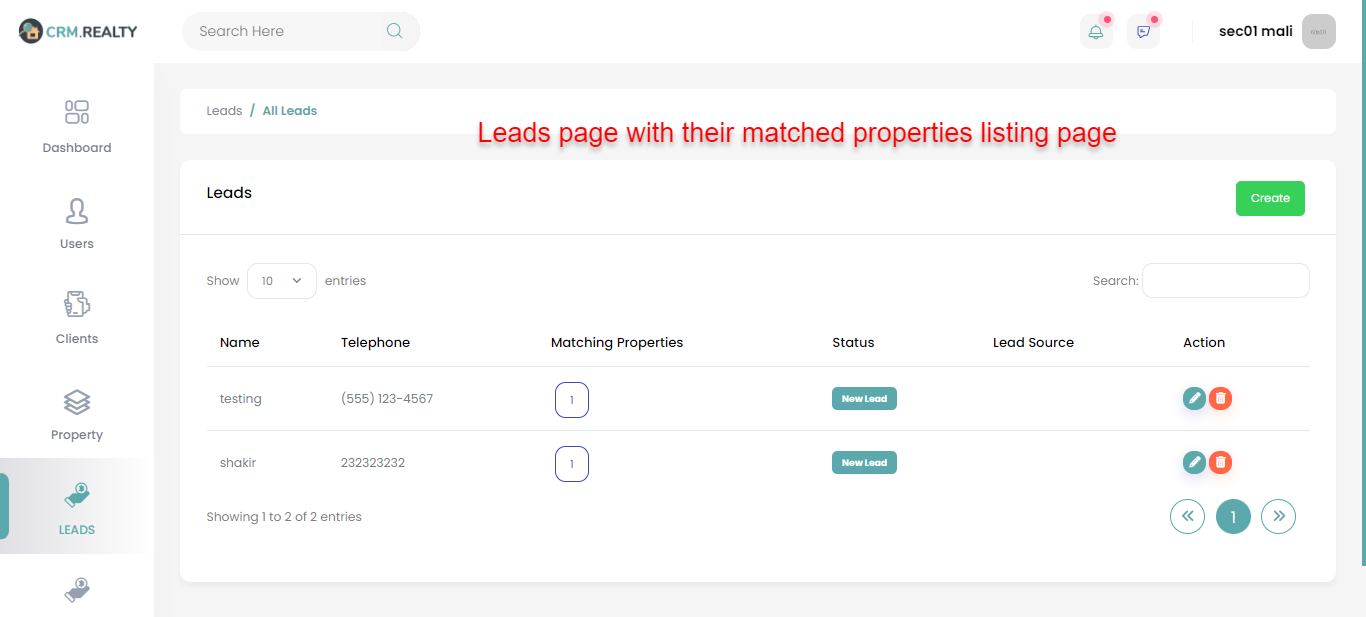 CRM.REALTY
Search Here
sec01 mali
Dashboard
Users
Clients
Property
LEADS
Leads / All Leads
Leads page with their matched properties listing page
Leads
Create
Show 10 entries
Search:
Name Telephone Matching Properties Status Lead Source Action
testing (555) 123-4567 1 New Lead
shakir 232323232 1 New Lead
Showing 1 to 2 of 2 entries
« 1 »